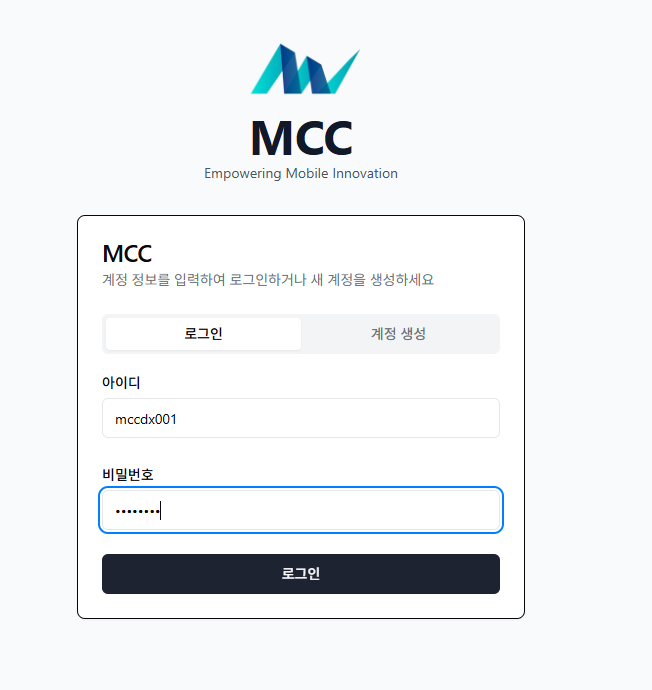 MCC
Empowering Mobile Innovation
MCC
계정 정보를 입력하여 로그인하거나 새 계정을 생성하세요
로그인 계정 생성
아이디
mccdx001
비밀번호
••••••••
로그인